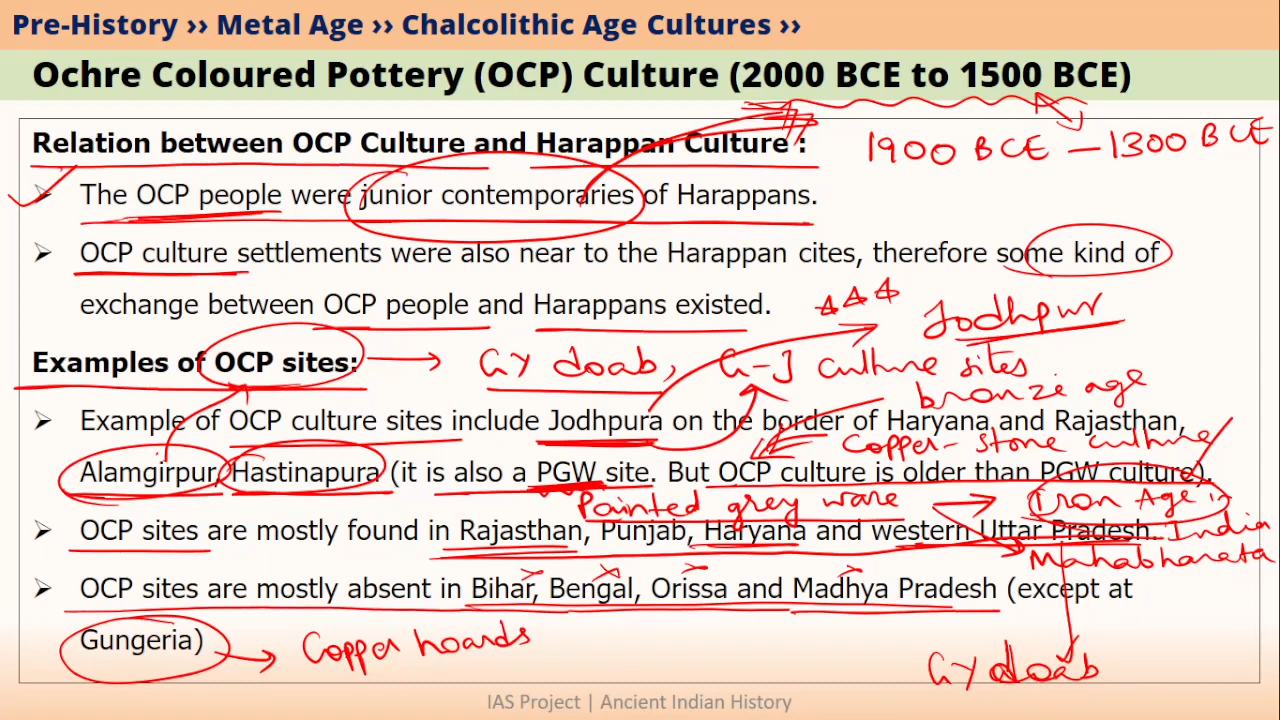 Pre-History ›› Metal Age ›› Chalcolithic Age Cultures ››
Ochre Coloured Pottery (OCP) Culture (2000 BCE to 1500 BCE)
Relation between OCP Culture and Harappan Culture :
1900 BCE – 1300 BCE
➢ The OCP people were junior contemporaries of Harappans.
➢ OCP culture settlements were also near to the Harappan cites, therefore some kind of
exchange between OCP people and Harappans existed.
Jodhpur
Examples of OCP sites:
GY doab, G-J culture sites
bronze age
➢ Example of OCP culture sites include Jodhpura on the border of Haryana and Rajasthan,
Copper-stone culture
Alamgirpur, Hastinapura (it is also a PGW site. But OCP culture is older than PGW culture).
Painted grey ware → Iron Age in
India
➢ OCP sites are mostly found in Rajasthan, Punjab, Haryana and western Uttar Pradesh.
Mahabharata
➢ OCP sites are mostly absent in Bihar, Bengal, Orissa and Madhya Pradesh (except at
Gungeria)
→ Copper hoards
GY doab
IAS Project | Ancient Indian History